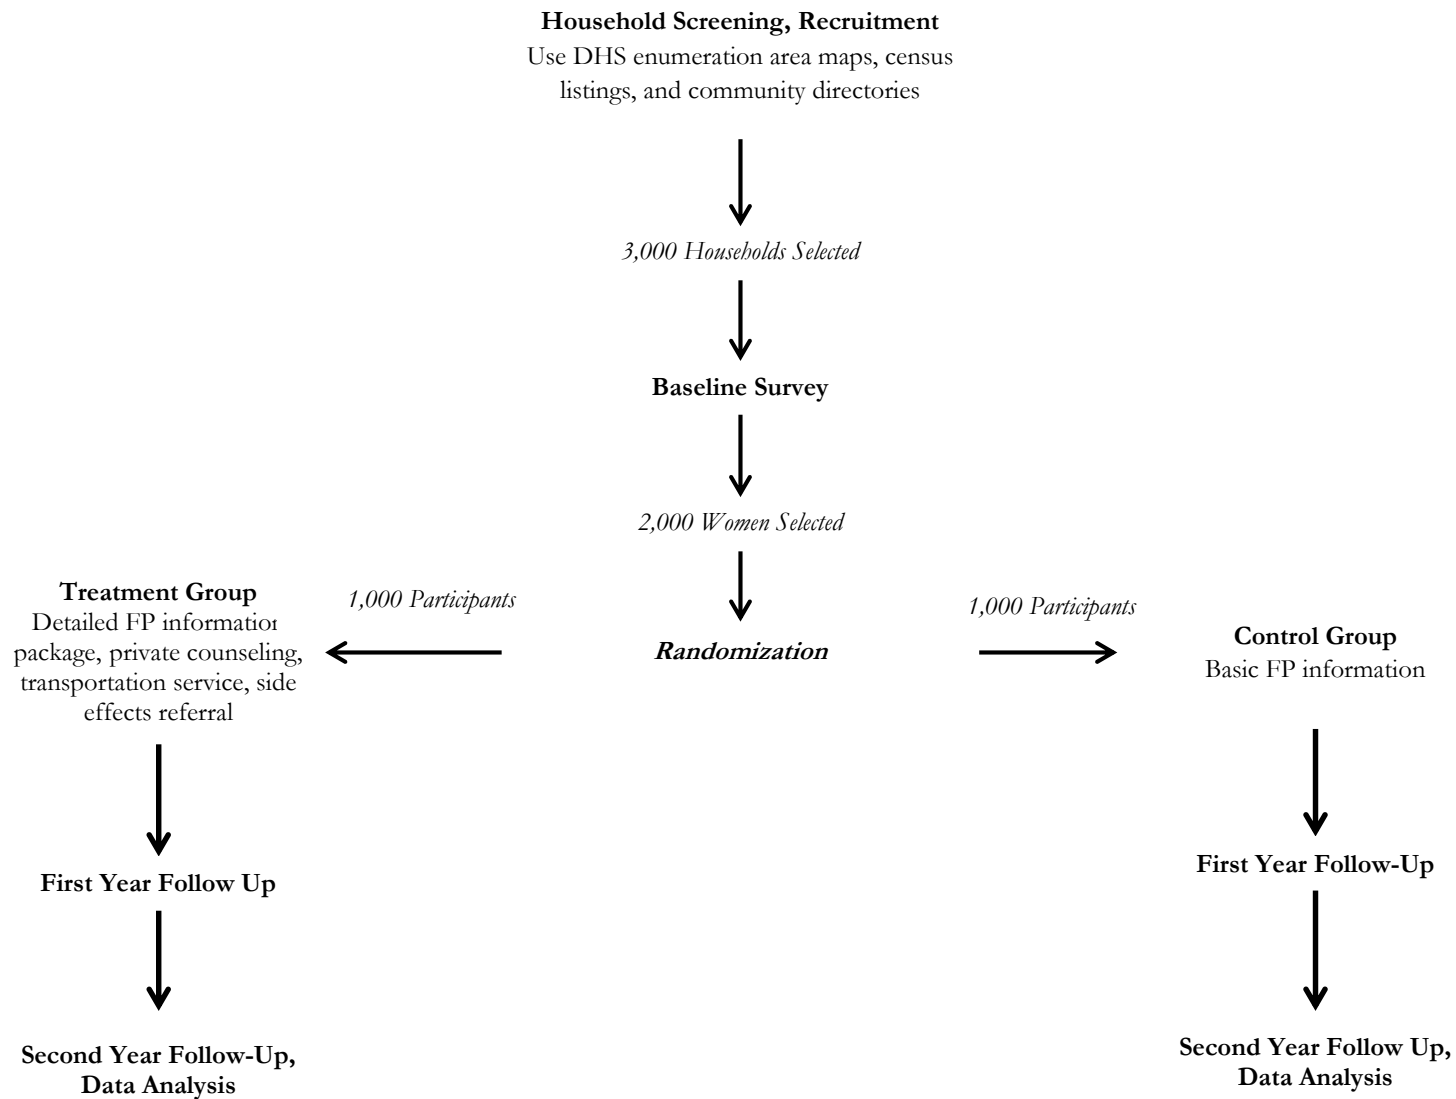 Household Screening, Recruitment
Use DHS enumeration area maps, census
listings, and community directories
3,000 Households Selected
Baseline Survey
2,000 Women Selected
Treatment Group
Detailed FP information
package, private counseling,
transportation service, side
effects referral
1,000 Participants
Randomization
1,000 Participants
Control Group
Basic FP information
First Year Follow Up
First Year Follow-Up
Second Year Follow-Up,
Data Analysis
Second Year Follow Up,
Data Analysis